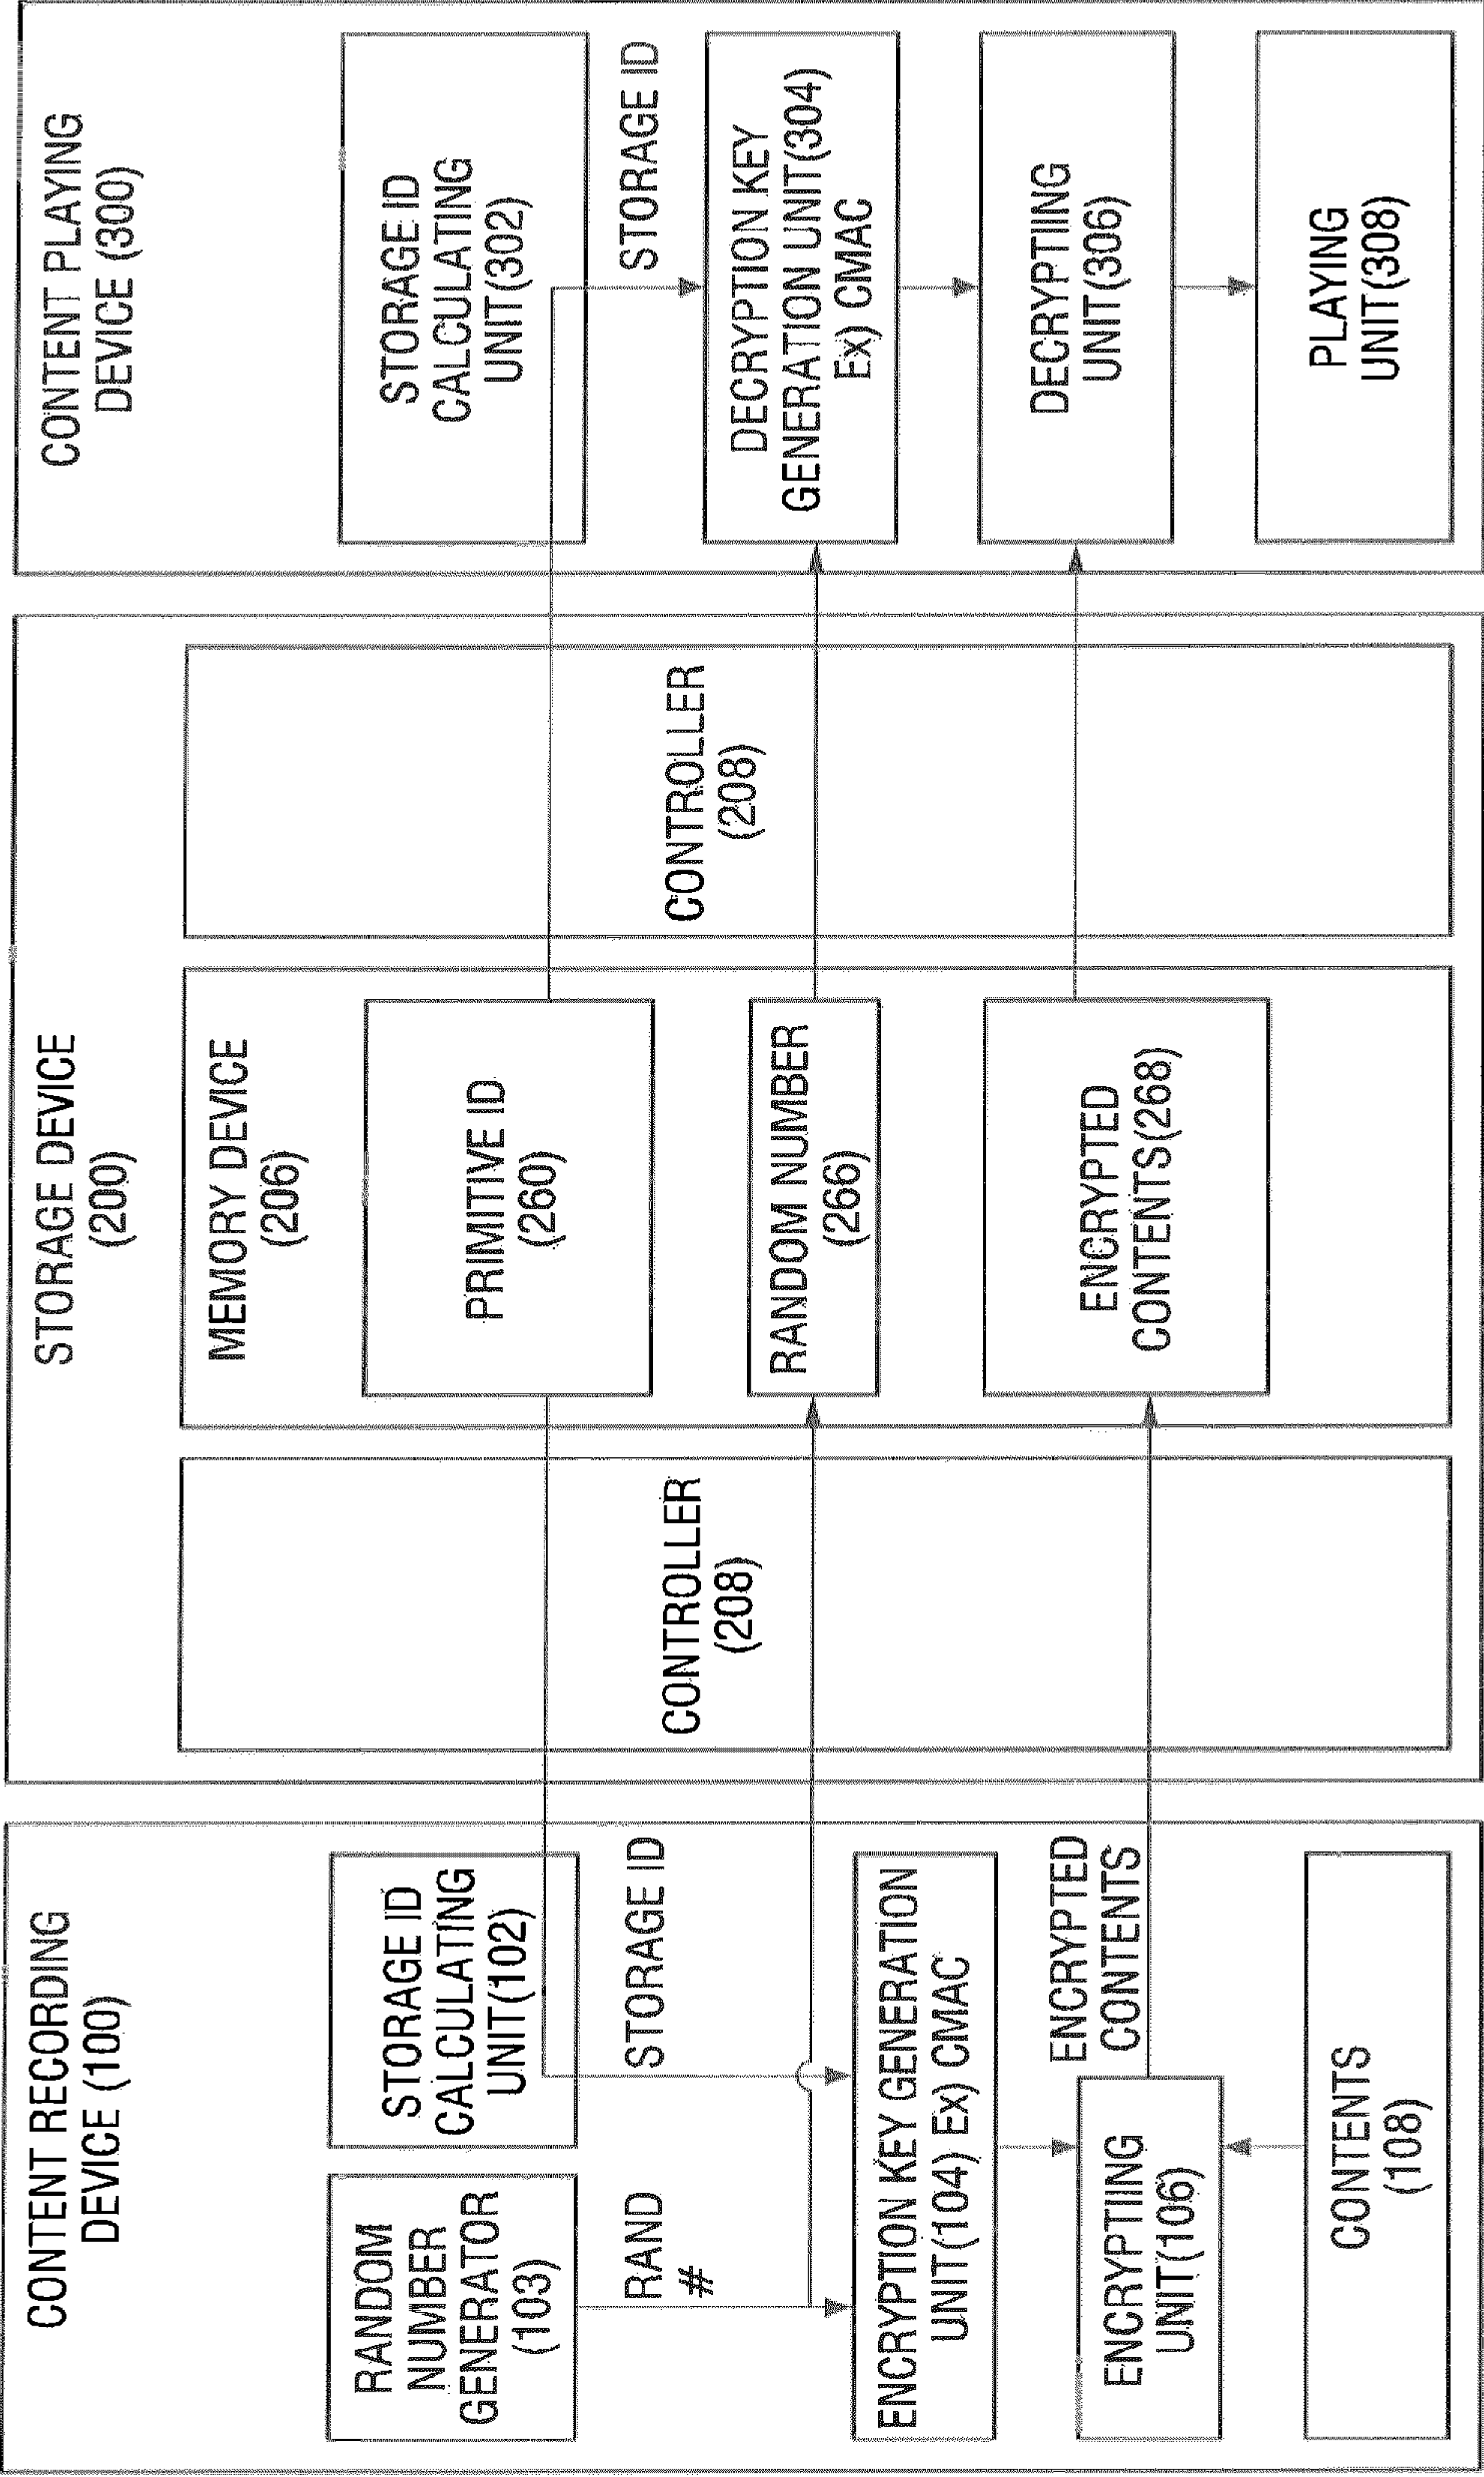 CONTENT RECORDING
DEVICE (100)
RANDOM
NUMBER
GENERATOR
(103)
STORAGE ID
CALCULATING
UNIT(102)
RAND
#
STORAGE ID
ENCRYPTION KEY GENERATION
UNIT(104) Ex) CMAC
ENCRYPTIING
UNIT(106)
ENCRYPTED
CONTENTS
CONTENTS
(108)
STORAGE DEVICE
(200)
CONTROLLER
(208)
MEMORY DEVICE
(206)
PRIMITIVE ID
(260)
RANDOM NUMBER
(266)
ENCRYPTED
CONTENTS(268)
CONTROLLER
(208)
CONTENT PLAYING
DEVICE (300)
STORAGE ID
CALCULATING
UNIT(302)
STORAGE ID
DECRYPTION KEY
GENERATION UNIT(304)
Ex) CMAC
DECRYPTIING
UNIT(306)
PLAYING
UNIT(308)